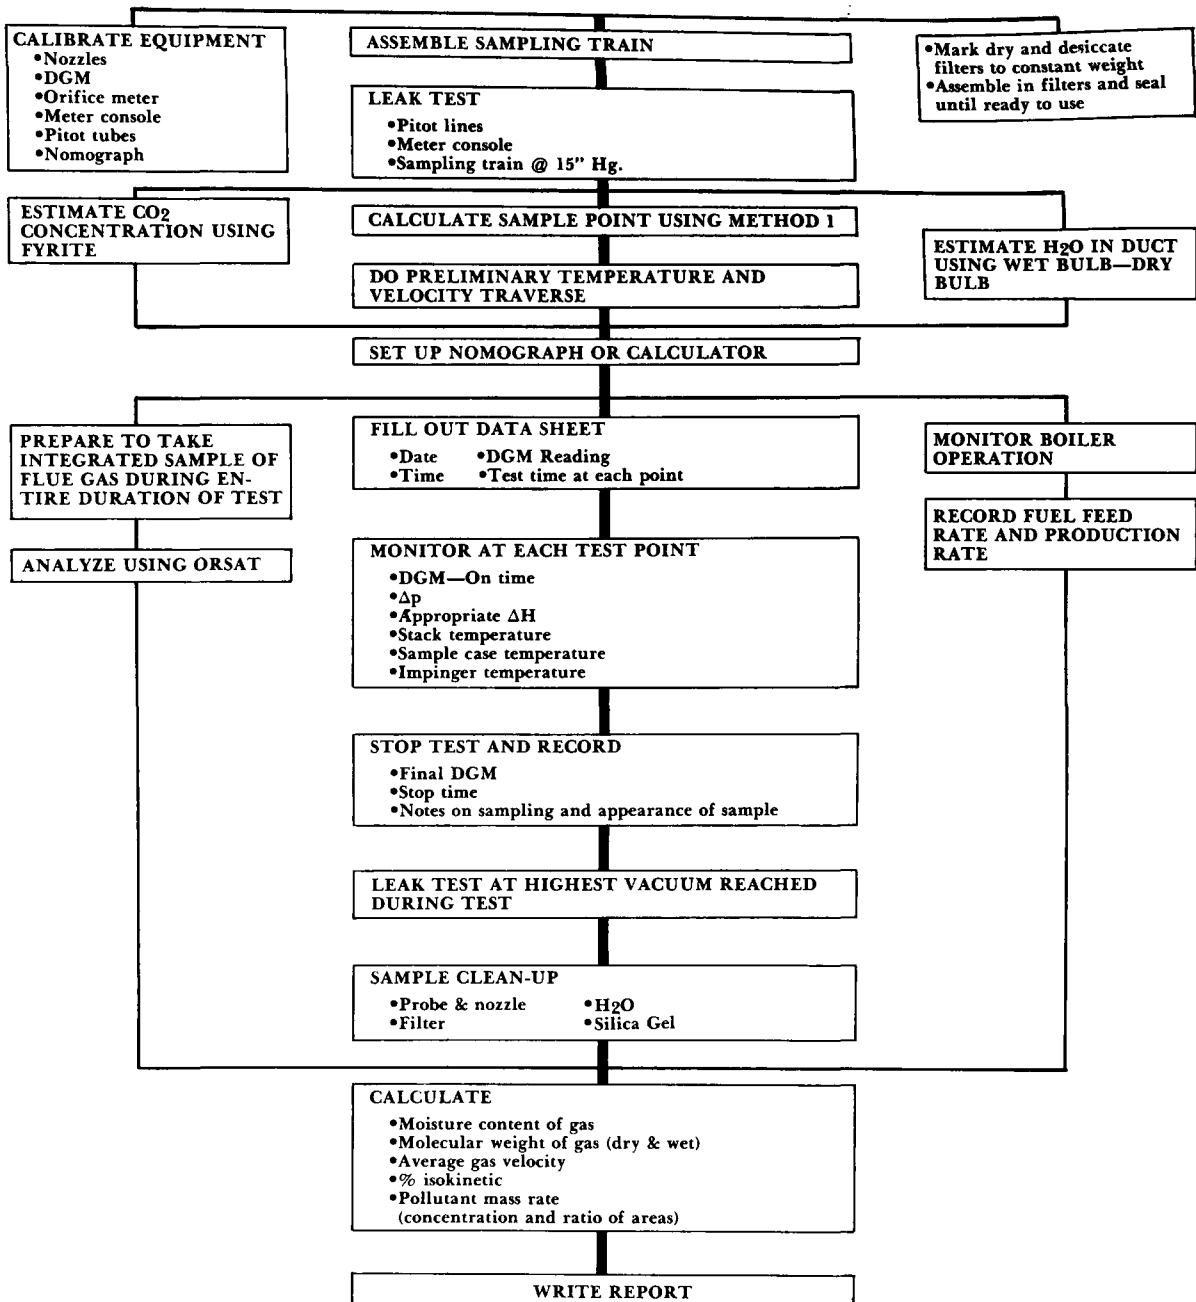 CALIBRATE EQUIPMENT
•Nozzles
•DGM
•Orifice meter
•Meter console
•Pitot tubes
•Nomograph
ASSEMBLE SAMPLING TRAIN
LEAK TEST
•Pitot lines
•Meter console
•Sampling train @ 15" Hg.
•Mark dry and desiccate
filters to constant weight
•Assemble in filters and seal
until ready to use
ESTIMATE CO2
CONCENTRATION USING
FYRITE
CALCULATE SAMPLE POINT USING METHOD 1
DO PRELIMINARY TEMPERATURE AND
VELOCITY TRAVERSE
ESTIMATE H2O IN DUCT
USING WET BULB—DRY
BULB
SET UP NOMOGRAPH OR CALCULATOR
PREPARE TO TAKE
INTEGRATED SAMPLE OF
FLUE GAS DURING EN-
TIRE DURATION OF TEST
ANALYZE USING ORSAT
FILL OUT DATA SHEET
•Date •DGM Reading
•Time •Test time at each point
MONITOR BOILER
OPERATION
RECORD FUEL FEED
RATE AND PRODUCTION
RATE
MONITOR AT EACH TEST POINT
•DGM—On time
•Δp
•Appropriate ΔH
•Stack temperature
•Sample case temperature
•Impinger temperature
STOP TEST AND RECORD
•Final DGM
•Stop time
•Notes on sampling and appearance of sample
LEAK TEST AT HIGHEST VACUUM REACHED
DURING TEST
SAMPLE CLEAN-UP
•Probe & nozzle •H2O
•Filter •Silica Gel
CALCULATE
•Moisture content of gas
•Molecular weight of gas (dry & wet)
•Average gas velocity
•% isokinetic
•Pollutant mass rate
(concentration and ratio of areas)
WRITE REPORT